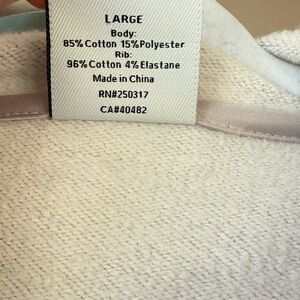 LARGE
Body:
85% Cotton 15%Polyester
Rib:
96% Cotton 4% Elastane
Made in China
RN#250317
CA#40482